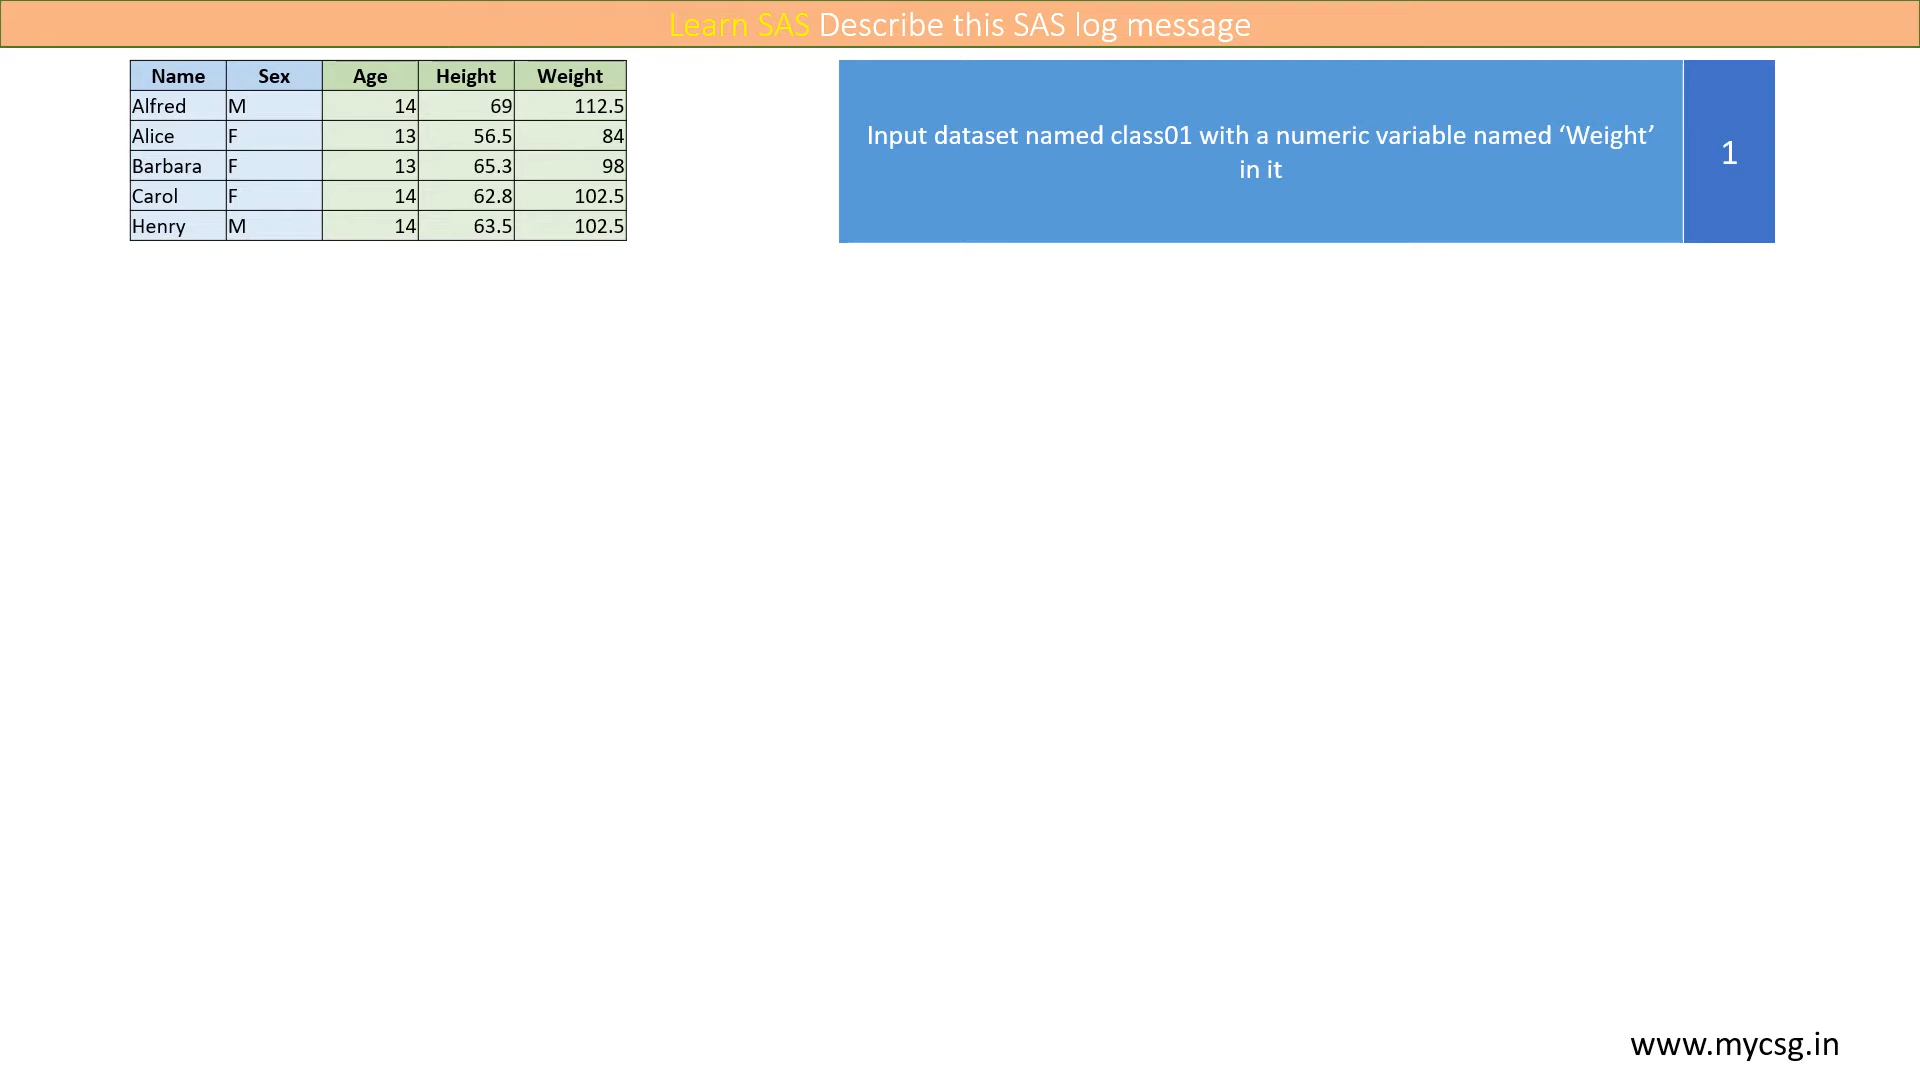 Learn SAS Describe this SAS log message
Name Sex Age Height Weight
Alfred M 14 69 112.5
Alice F 13 56.5 84
Barbara F 13 65.3 98
Carol F 14 62.8 102.5
Henry M 14 63.5 102.5
Input dataset named class01 with a numeric variable named ‘Weight’
in it
1
www.mycsg.in